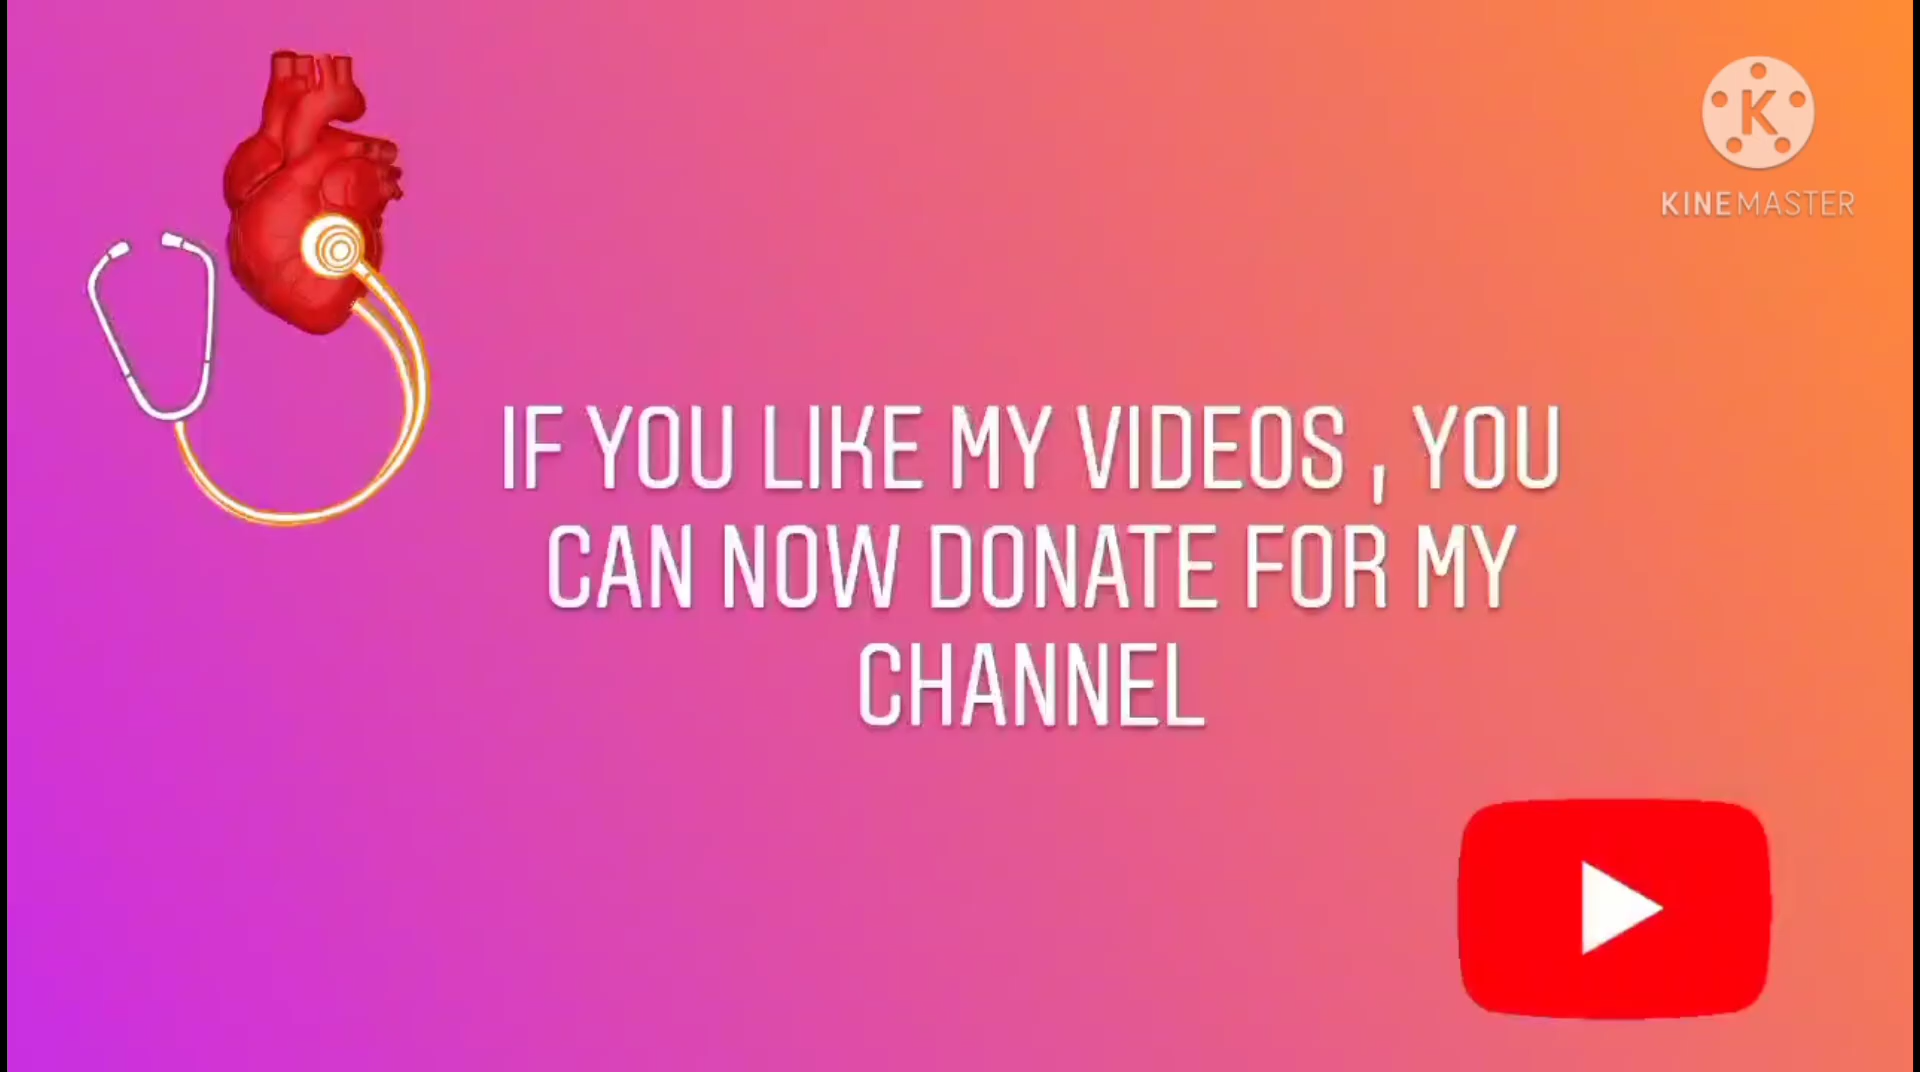 K
KINEMASTER
IF YOU LIKE MY VIDEOS , YOU
CAN NOW DONATE FOR MY
CHANNEL